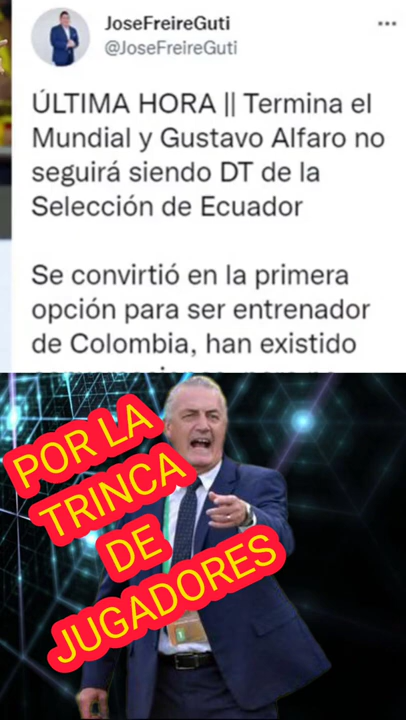 JoseFreireGuti
@JoseFreireGuti
ÚLTIMA HORA || Termina el
Mundial y Gustavo Alfaro no
seguirá siendo DT de la
Selección de Ecuador
Se convirtió en la primera
opción para ser entrenador
de Colombia, han existido
POR LA
TRINCA
DE
JUGADORES